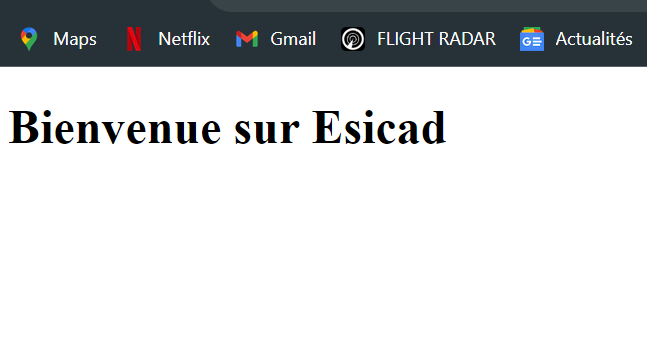 Maps Netflix Gmail FLIGHT RADAR Actualités
Bienvenue sur Esicad